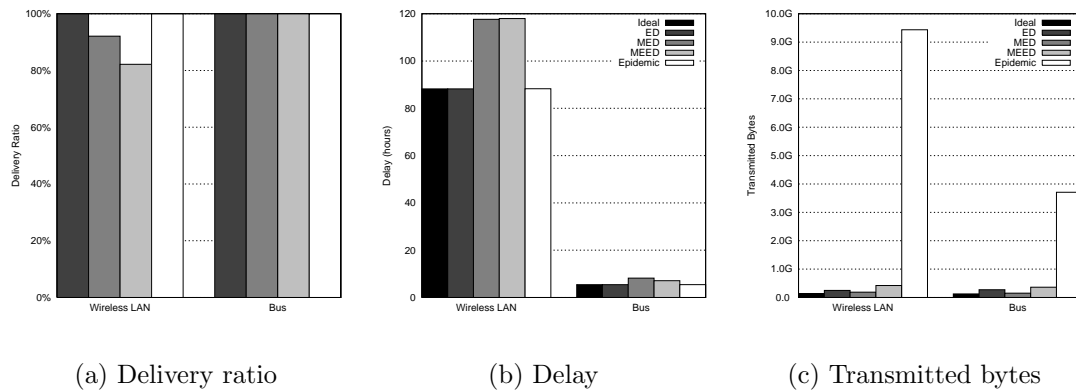 100%
80%
60%
40%
20%
0%
Delivery Ratio
Wireless LAN
Bus
(a) Delivery ratio
120
100
80
60
40
20
0
Delay (hours)
Ideal
ED
MED
MEED
Epidemic
Wireless LAN
Bus
(b) Delay
10.0G
9.0G
8.0G
7.0G
6.0G
5.0G
4.0G
3.0G
2.0G
1.0G
0.0
Transmitted Bytes
Ideal
ED
MED
MEED
Epidemic
Wireless LAN
Bus
(c) Transmitted bytes